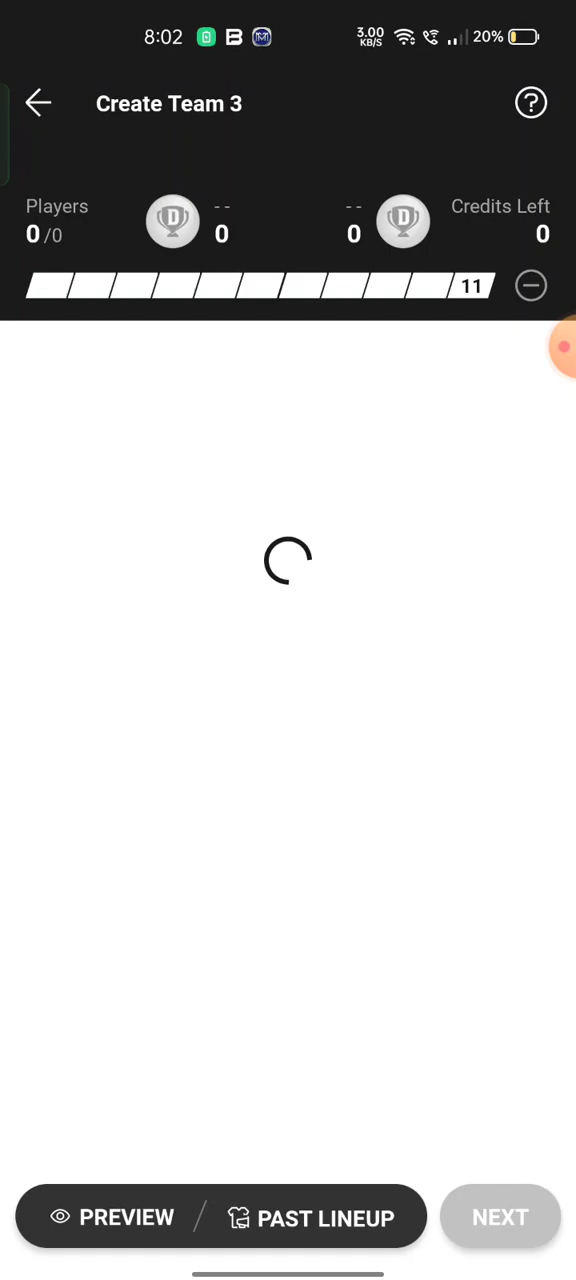 8:02 3.00 KB/S 20%
Create Team 3
Players -- -- Credits Left
0/0 D 0 0 D 0
11
PREVIEW / PAST LINEUP NEXT